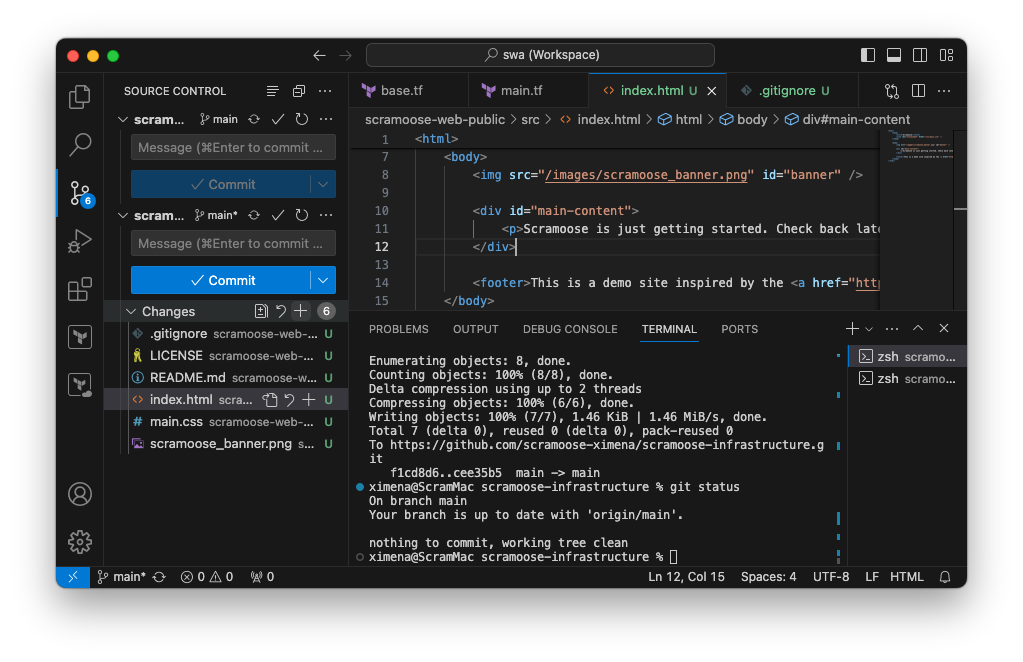 swa (Workspace)
SOURCE CONTROL
scram... main
Message (⌘Enter to commit ...
Commit
scram... main*
Message (⌘Enter to commit ...
Commit
Changes 6
.gitignore scramoose-web-... U
LICENSE scramoose-web-... U
README.md scramoose-w... U
index.html scra... U
main.css scramoose-web-... U
scramoose_banner.png s... U
6
base.tf main.tf index.html U .gitignore U
scramoose-web-public > src > index.html > html > body > div#main-content
1 <html>
7 <body>
8 <img src="/images/scramoose_banner.png" id="banner" />
9
10 <div id="main-content">
11 <p>Scramoose is just getting started. Check back late
12 </div>
13
14 <footer>This is a demo site inspired by the <a href="http
15 </body>
PROBLEMS OUTPUT DEBUG CONSOLE TERMINAL PORTS
Enumerating objects: 8, done.
Counting objects: 100% (8/8), done.
Delta compression using up to 2 threads
Compressing objects: 100% (6/6), done.
Writing objects: 100% (7/7), 1.46 KiB | 1.46 MiB/s, done.
Total 7 (delta 0), reused 0 (delta 0), pack-reused 0
To https://github.com/scramoose-ximena/scramoose-infrastructure.g
it
f1cd8d6..cee35b5 main -> main
ximena@ScramMac scramoose-infrastructure % git status
On branch main
Your branch is up to date with 'origin/main'.
nothing to commit, working tree clean
ximena@ScramMac scramoose-infrastructure %
zsh scramo...
zsh scramo...
main* 0 0 0 Ln 12, Col 15 Spaces: 4 UTF-8 LF HTML